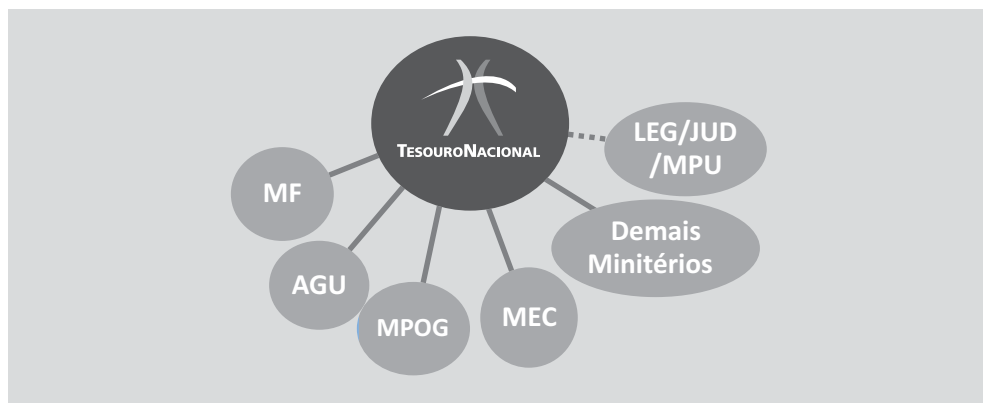 TESOURONACIONAL
LEG/JUD
/MPU
MF
Demais
Minitérios
AGU
MPOG
MEC